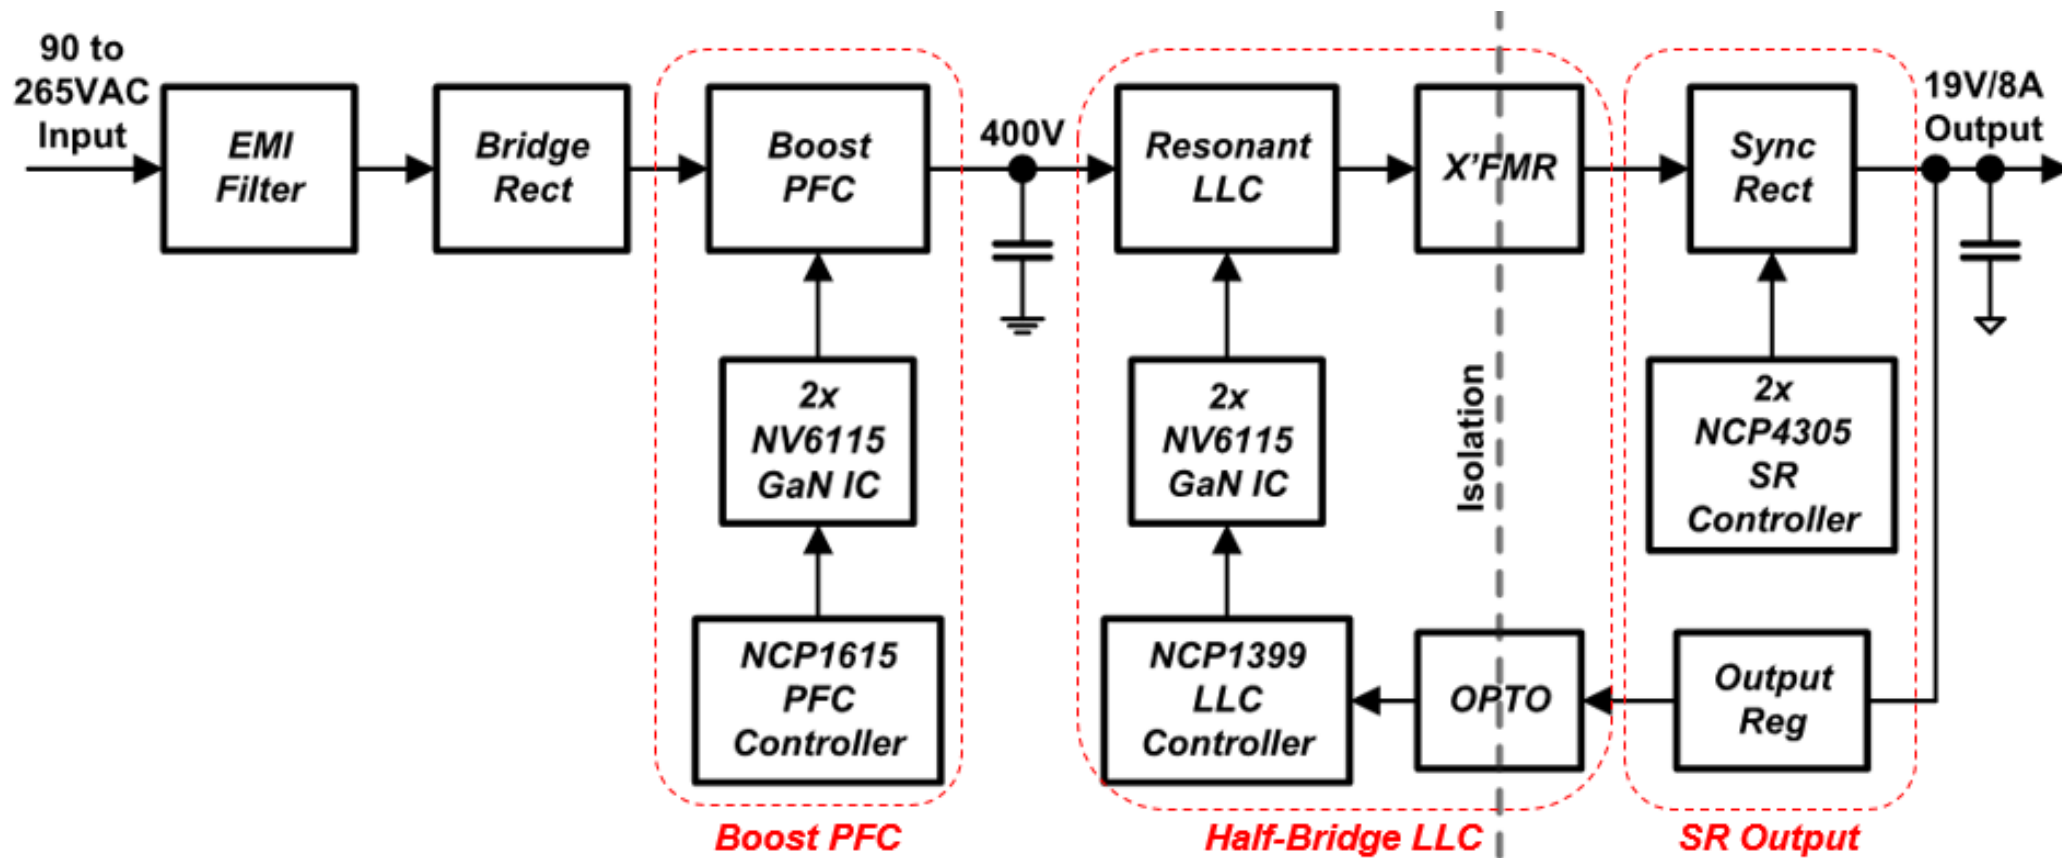 90 to
265VAC
Input
EMI
Filter
Bridge
Rect
Boost
PFC
400V
Resonant
LLC
X'FMR
Sync
Rect
19V/8A
Output
2x
NV6115
GaN IC
2x
NV6115
GaN IC
Isolation
2x
NCP4305
SR
Controller
NCP1615
PFC
Controller
NCP1399
LLC
Controller
OPTO
Output
Reg
Boost PFC
Half-Bridge LLC
SR Output